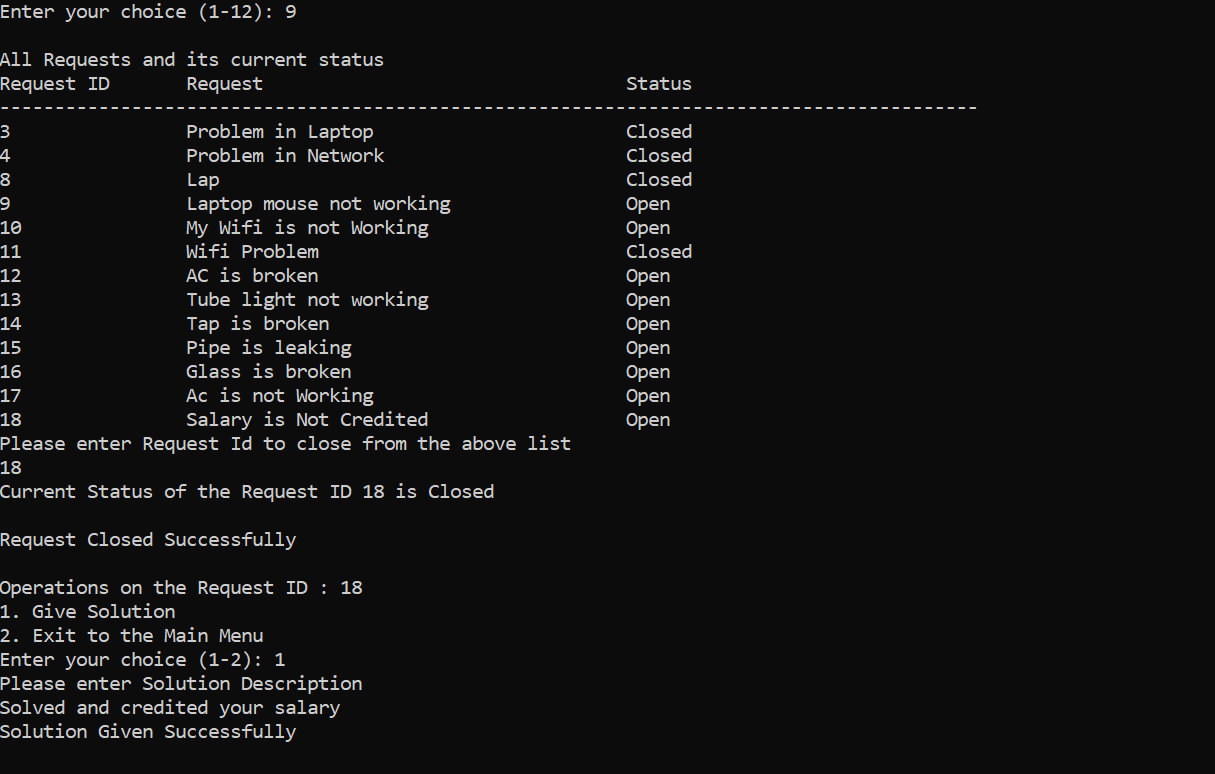 Enter your choice (1-12): 9
All Requests and its current status
Request ID Request Status
-----------------------------------------------------------------------------------------
3 Problem in Laptop Closed
4 Problem in Network Closed
8 Lap Closed
9 Laptop mouse not working Open
10 My Wifi is not Working Open
11 Wifi Problem Closed
12 AC is broken Open
13 Tube light not working Open
14 Tap is broken Open
15 Pipe is leaking Open
16 Glass is broken Open
17 Ac is not Working Open
18 Salary is Not Credited Open
Please enter Request Id to close from the above list
18
Current Status of the Request ID 18 is Closed
Request Closed Successfully
Operations on the Request ID : 18
1. Give Solution
2. Exit to the Main Menu
Enter your choice (1-2): 1
Please enter Solution Description
Solved and credited your salary
Solution Given Successfully